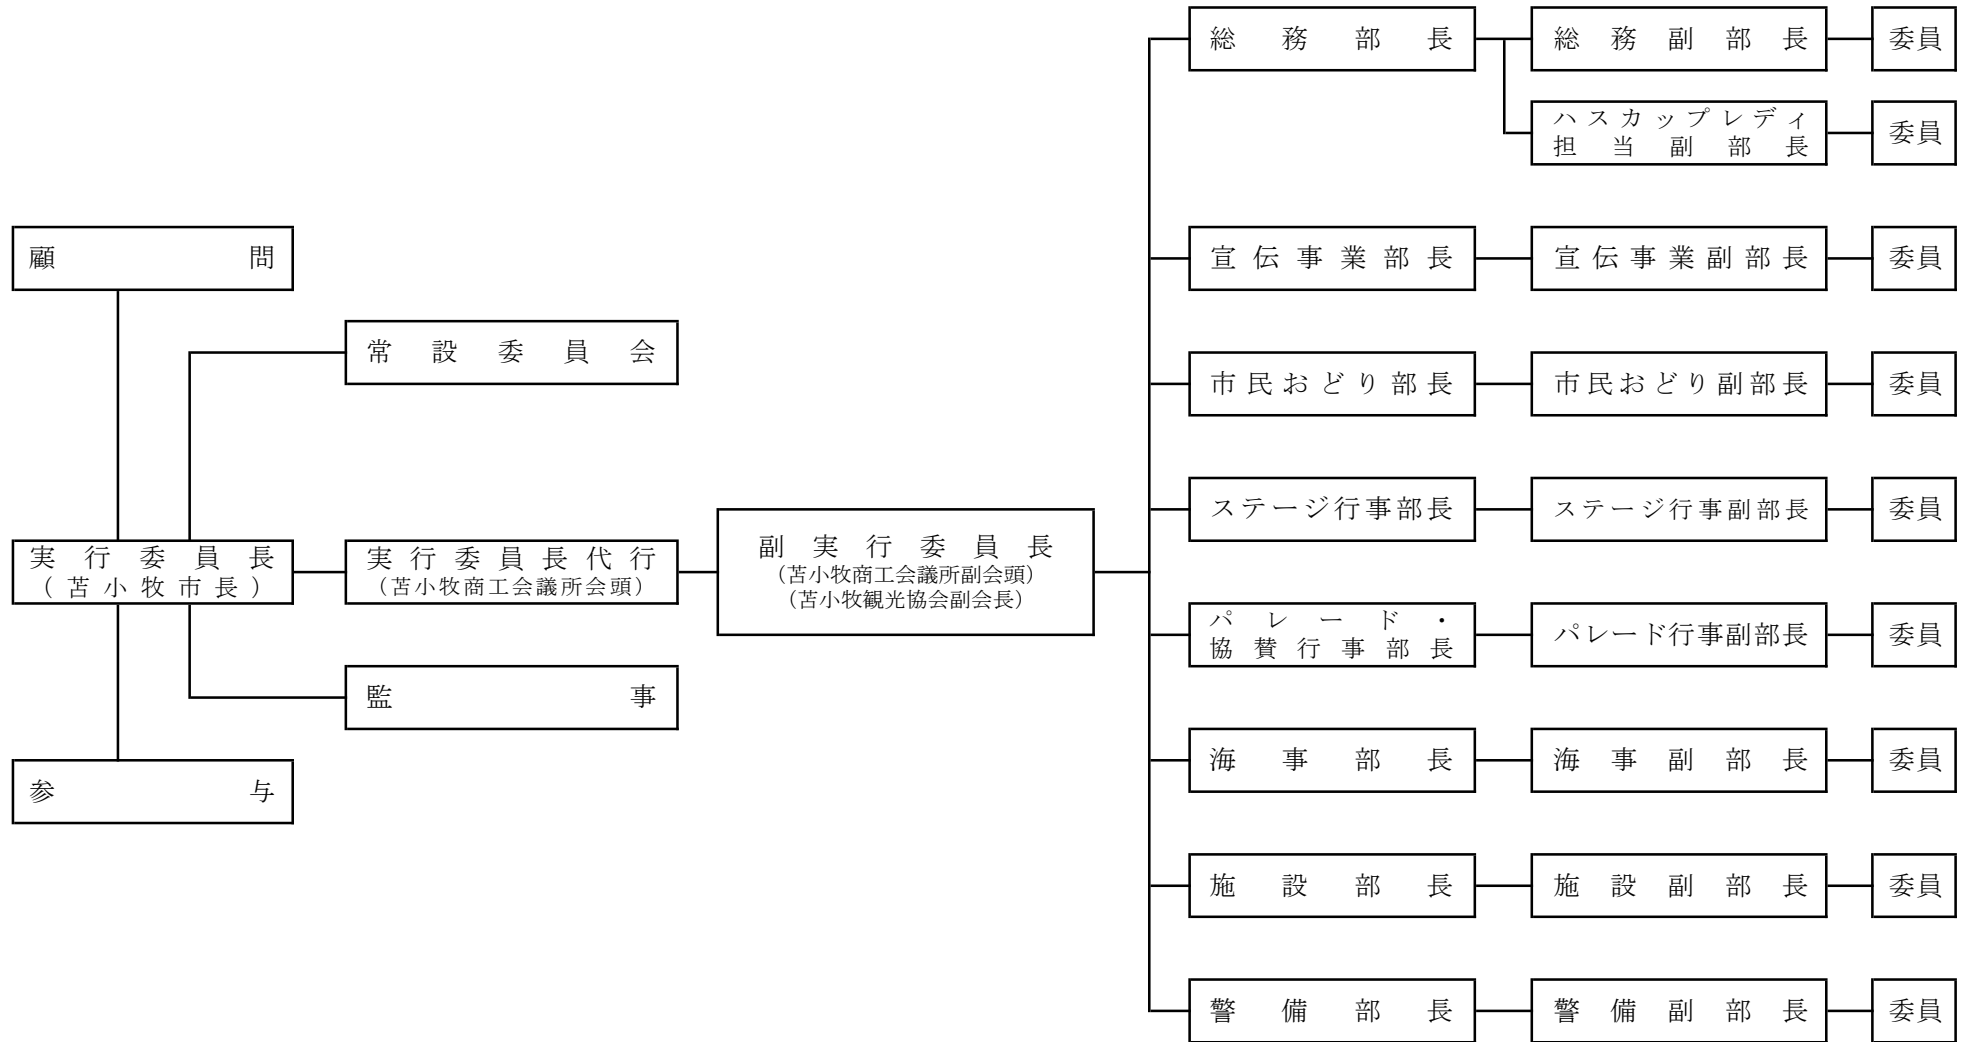 総務部長
総務副部長
委員
ハスカップレディ
担当副部長
委員
顧問
宣伝事業部長
宣伝事業副部長
委員
常設委員会
市民おどり部長
市民おどり副部長
委員
ステージ行事部長
ステージ行事副部長
委員
実行委員長
(苫小牧市長)
実行委員長代行
(苫小牧商工会議所会頭)
副実行委員長
(苫小牧商工会議所副会頭)
(苫小牧観光協会副会長)
パレード・
協賛行事部長
パレード行事副部長
委員
監事
参与
海事部長
海事副部長
委員
施設部長
施設副部長
委員
警備部長
警備副部長
委員